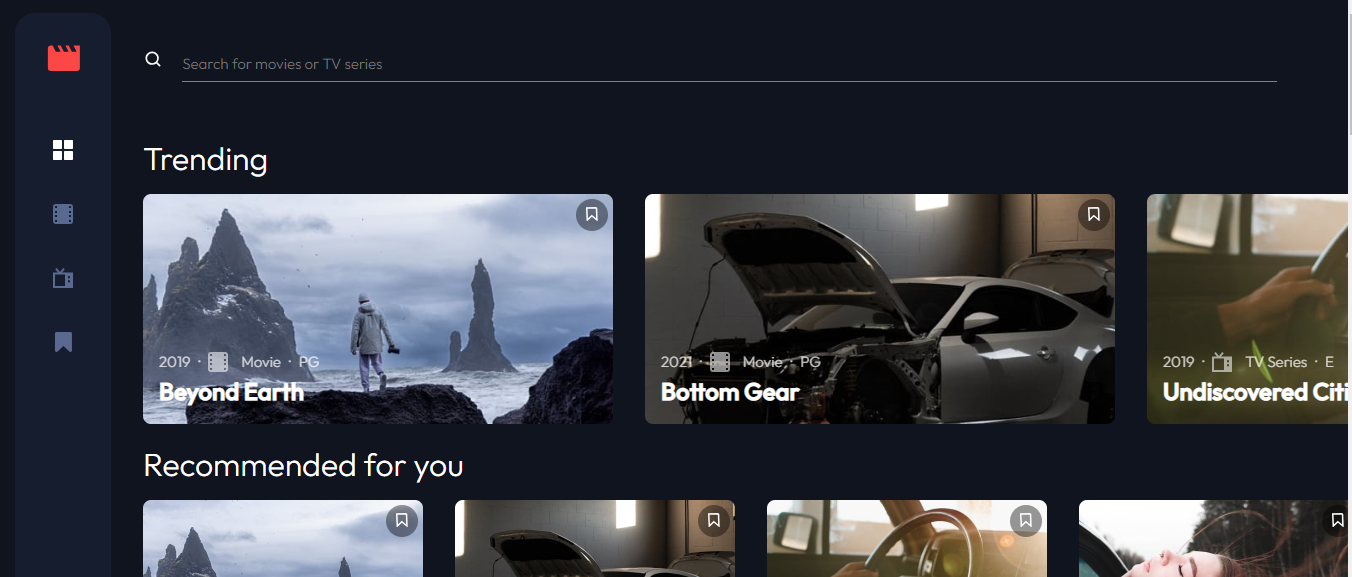 Search for movies or TV series
Trending
2019 · Movie · PG
Beyond Earth
2021 · Movie · PG
Bottom Gear
2019 · TV Series · E
Undiscovered Citi
Recommended for you